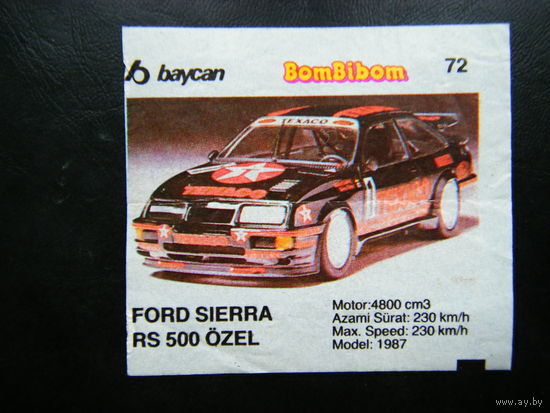 baycan
BomBibom
72
TEXACO
1
FORD SIERRA
RS 500 ÖZEL
Motor:4800 cm3
Azami Sürat: 230 km/h
Max. Speed: 230 km/h
Model: 1987
www.ay.by